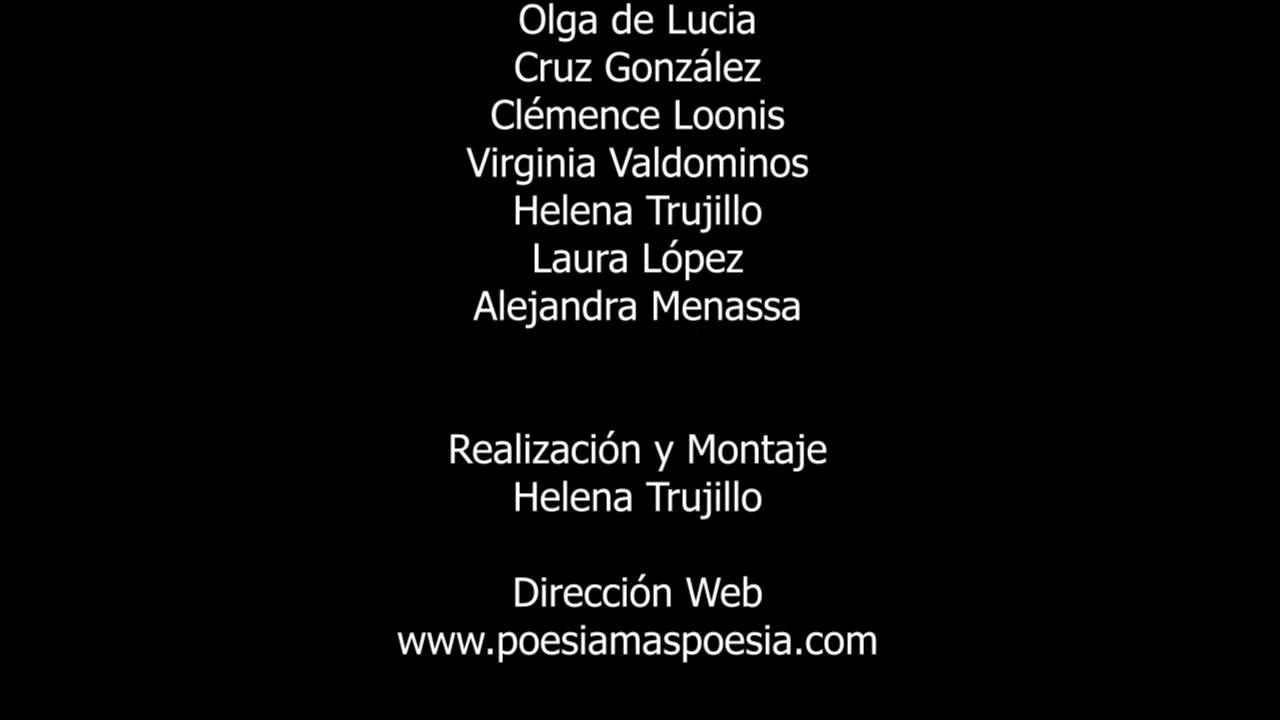 Olga de Lucia
Cruz González
Clémence Loonis
Virginia Valdominos
Helena Trujillo
Laura López
Alejandra Menassa
Realización y Montaje
Helena Trujillo
Dirección Web
www.poesiamaspoesia.com